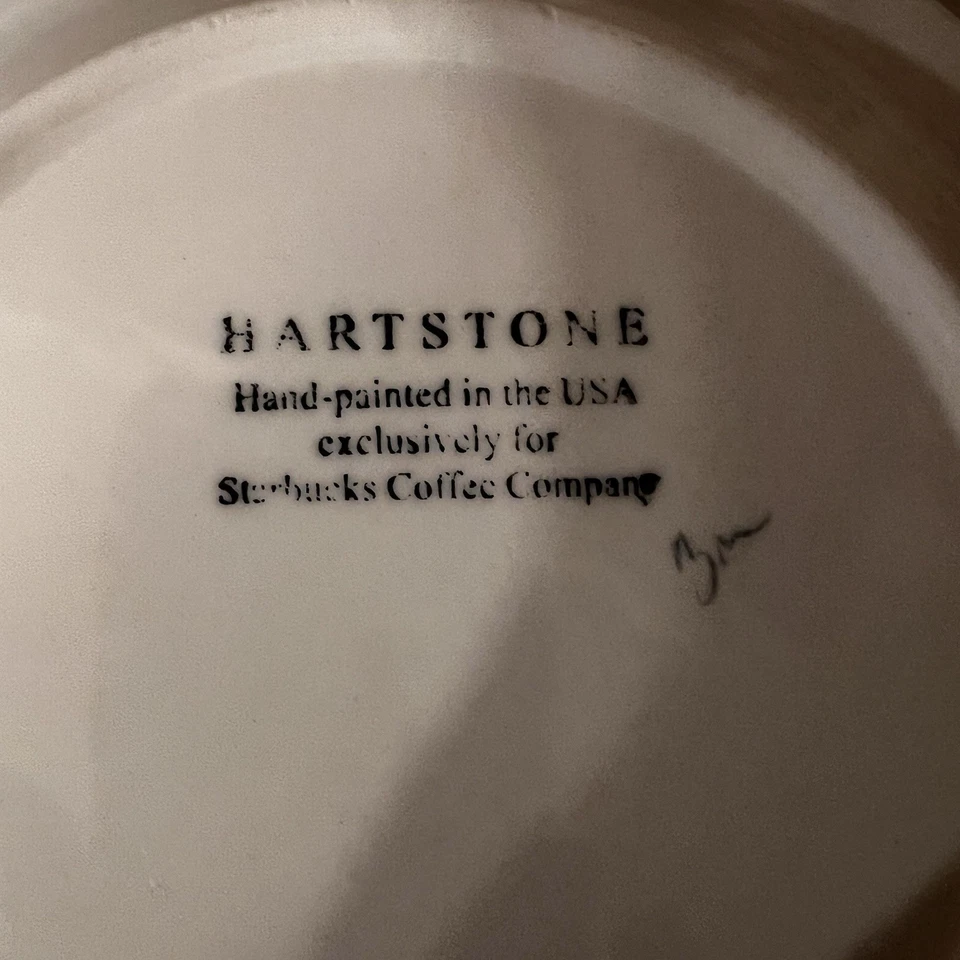 HARTSTONE
Hand-painted in the USA
exclusively for
Starbucks Coffee Company